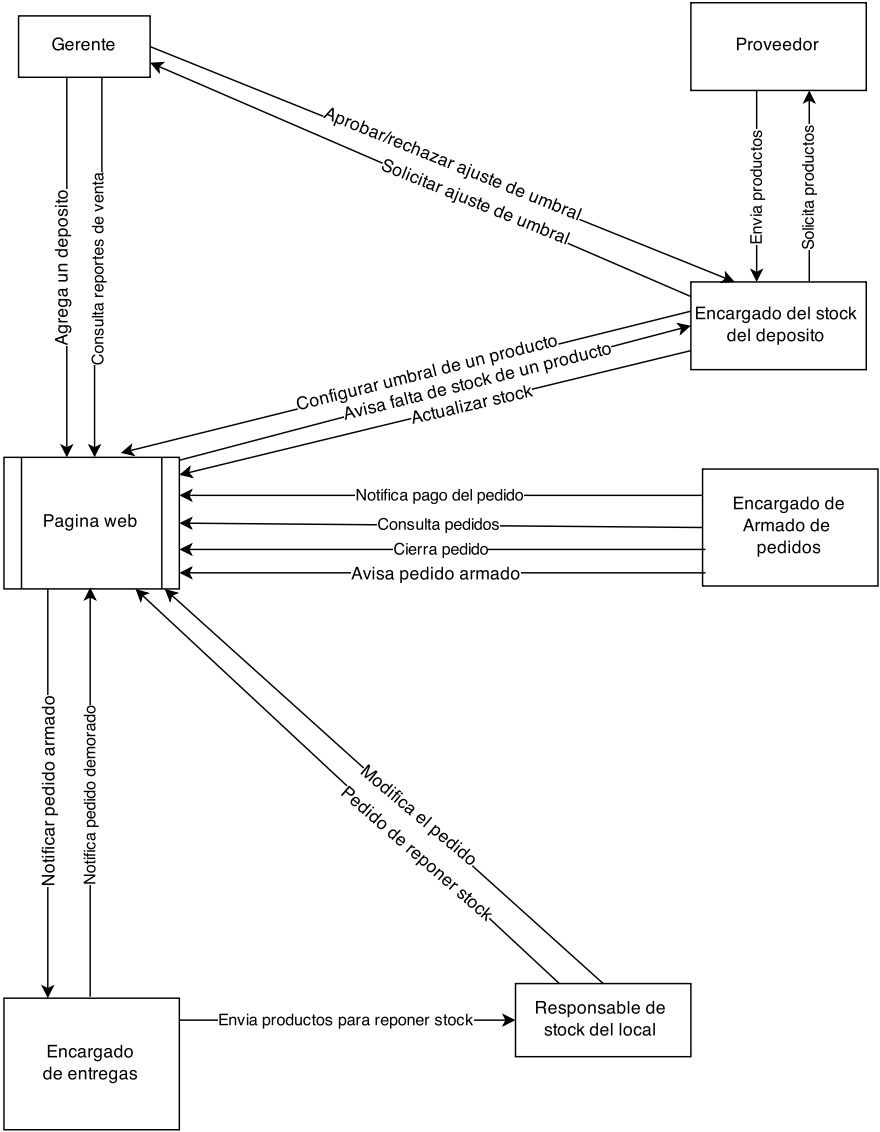 Gerente
Proveedor
Aprobar/rechazar ajuste de umbral
Solicitar ajuste de umbral
Agrega un deposito
Consulta reportes de venta
Envia productos
Solicita productos
Encargado del stock
del deposito
Configurar umbral de un producto
Avisa falta de stock de un producto
Actualizar stock
Pagina web
Notifica pago del pedido
Consulta pedidos
Cierra pedido
Avisa pedido armado
Encargado de
Armado de
pedidos
Notificar pedido armado
Notifica pedido demorado
Modifica el pedido
Pedido de reponer stock
Encargado
de entregas
Envia productos para reponer stock
Responsable de
stock del local